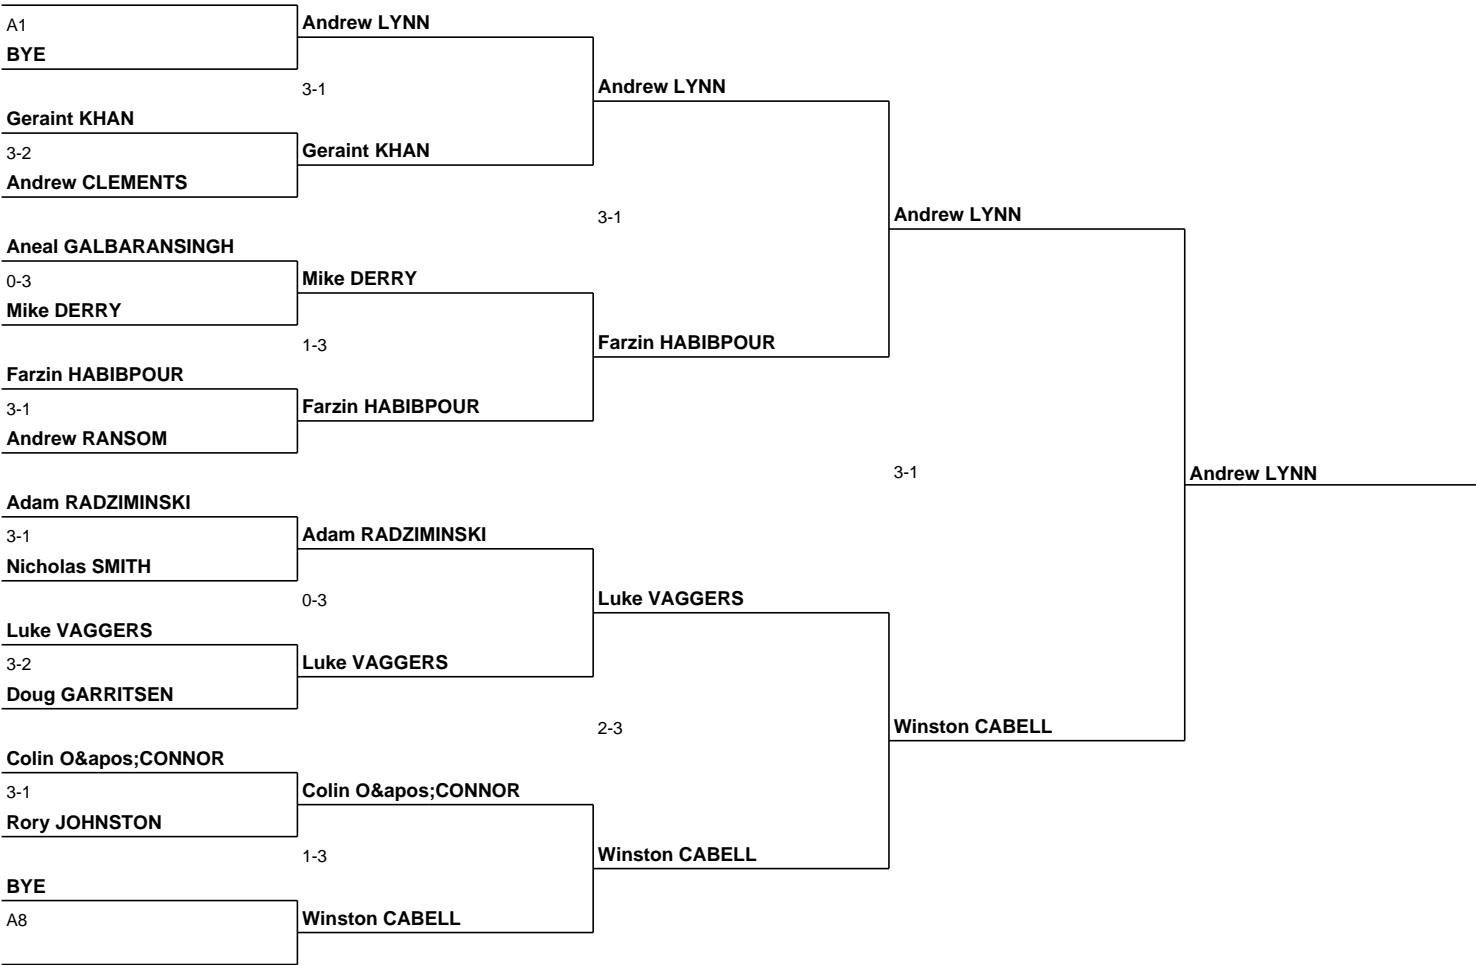 A1
BYE
Andrew LYNN
3-1
Geraint KHAN
3-2
Andrew CLEMENTS
Geraint KHAN
Andrew LYNN
3-1
Aneal GALBARANSINGH
0-3
Mike DERRY
Mike DERRY
1-3
Farzin HABIBPOUR
3-1
Andrew RANSOM
Farzin HABIBPOUR
Farzin HABIBPOUR
Andrew LYNN
3-1
Andrew LYNN
Adam RADZIMINSKI
3-1
Nicholas SMITH
Adam RADZIMINSKI
0-3
Luke VAGGERS
3-2
Doug GARRITSEN
Luke VAGGERS
Luke VAGGERS
2-3
Winston CABELL
Colin O&apos;CONNOR
3-1
Rory JOHNSTON
Colin O&apos;CONNOR
1-3
Winston CABELL
BYE
A8
Winston CABELL